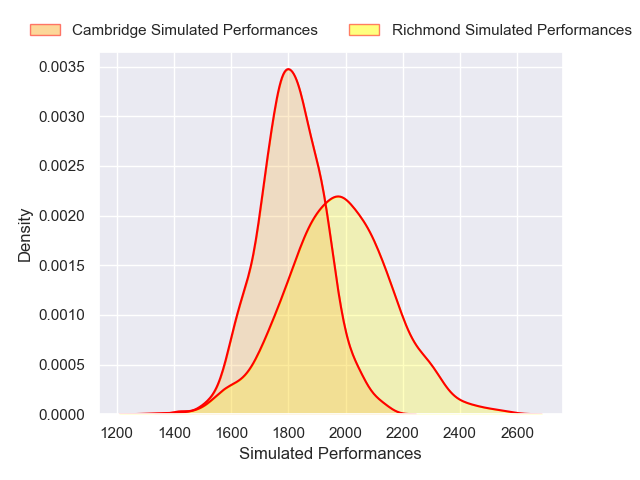 Cambridge Simulated Performances Richmond Simulated Performances
0.0035
0.0030
0.0025
0.0020
0.0015
0.0010
0.0005
0.0000
Density
1200 1400 1600 1800 2000 2200 2400 2600
Simulated Performances